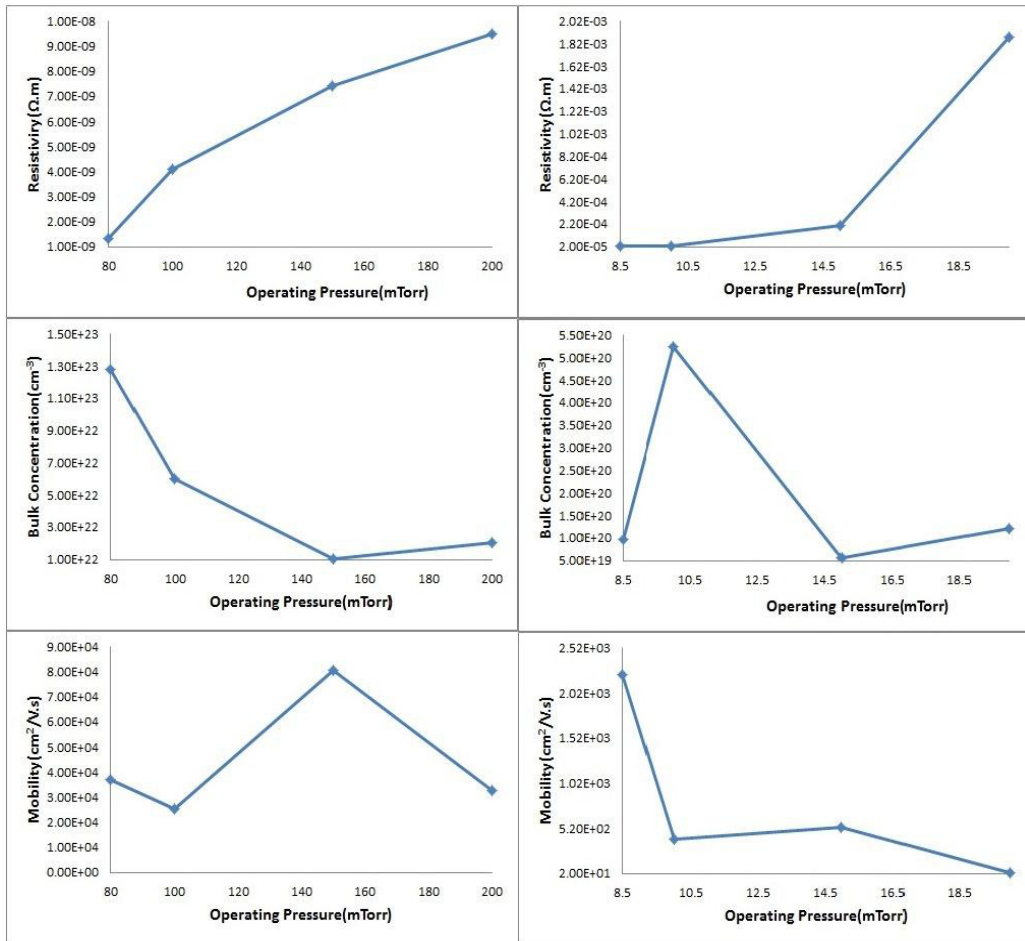 Resistiviry(Ω.m)
1.00E-08
9.00E-09
8.00E-09
7.00E-09
6.00E-09
5.00E-09
4.00E-09
3.00E-09
2.00E-09
1.00E-09
80 100 120 140 160 180 200
Operating Pressure(mTorr)
Resistivity(Ω.m)
2.02E-03
1.82E-03
1.62E-03
1.42E-03
1.22E-03
1.02E-03
8.20E-04
6.20E-04
4.20E-04
2.20E-04
2.00E-05
8.5 10.5 12.5 14.5 16.5 18.5
Operating Pressure(mTorr)
Bulk Concentration(cm⁻³)
1.50E+23
1.30E+23
1.10E+23
9.00E+22
7.00E+22
5.00E+22
3.00E+22
1.00E+22
80 100 120 140 160 180 200
Operating Pressure(mTorr)
Bulk Concentration(cm⁻³)
5.50E+20
5.00E+20
4.50E+20
4.00E+20
3.50E+20
3.00E+20
2.50E+20
2.00E+20
1.50E+20
1.00E+20
5.00E+19
8.5 10.5 12.5 14.5 16.5 18.5
Operating Pressure(mTorr)
Mobility(cm²/V.s)
9.00E+04
8.00E+04
7.00E+04
6.00E+04
5.00E+04
4.00E+04
3.00E+04
2.00E+04
1.00E+04
0.00E+00
80 100 120 140 160 180 200
Operating Pressure(mTorr)
Mobility(cm²/V.s)
2.52E+03
2.02E+03
1.52E+03
1.02E+03
5.20E+02
2.00E+01
8.5 10.5 12.5 14.5 16.5 18.5
Operating Pressure(mTorr)